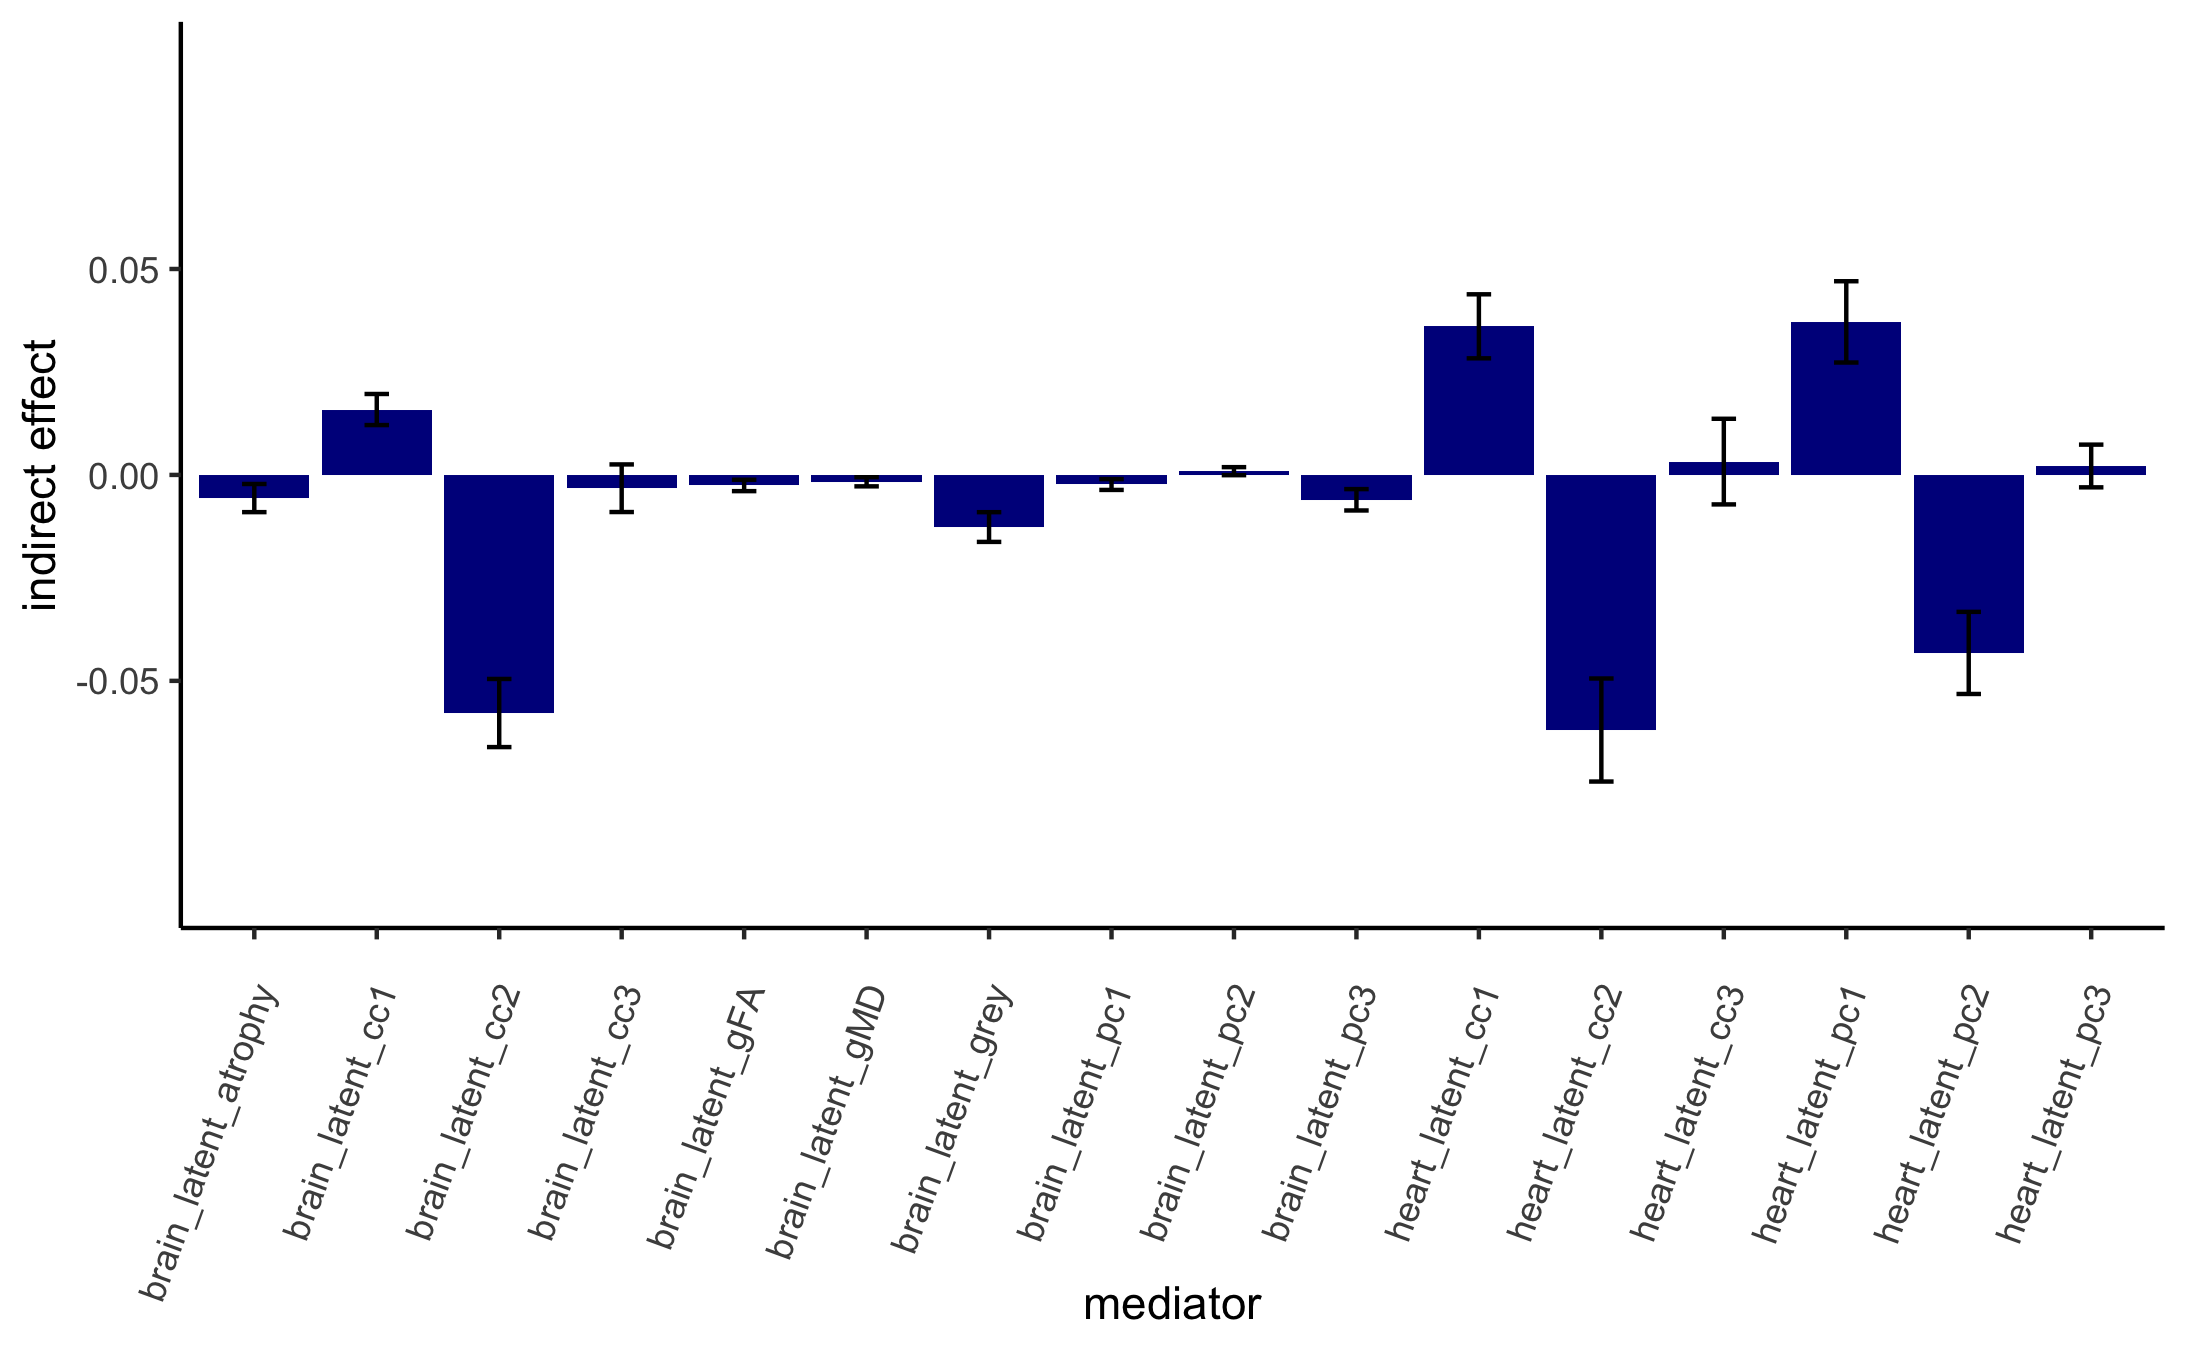 indirect effect
0.05
0.00
-0.05
brain_latent_atrophy
brain_latent_cc1
brain_latent_cc2
brain_latent_cc3
brain_latent_gFA
brain_latent_gMD
brain_latent_grey
brain_latent_pc1
brain_latent_pc2
brain_latent_pc3
heart_latent_cc1
heart_latent_cc2
heart_latent_cc3
heart_latent_pc1
heart_latent_pc2
heart_latent_pc3
mediator